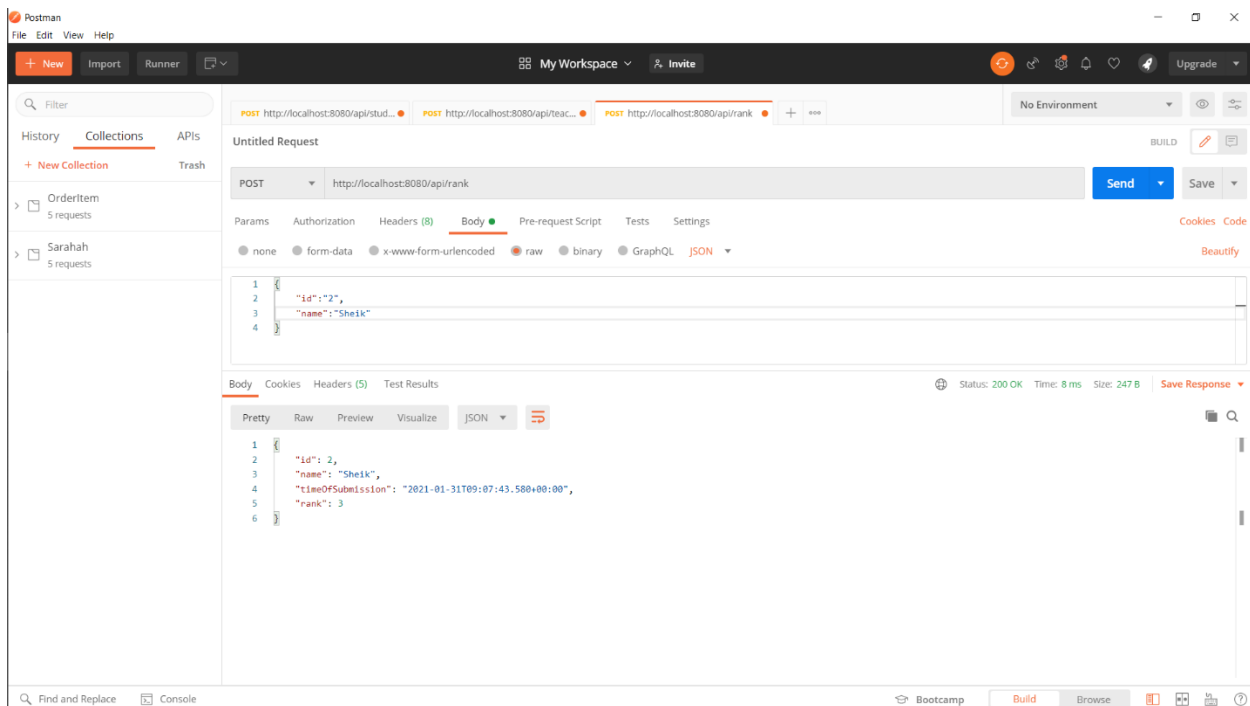 Postman
File Edit View Help
+ New Import Runner My Workspace Invite Upgrade
Filter
History Collections APIs
+ New Collection Trash
OrderItem
5 requests
Sarahah
5 requests
POST http://localhost:8080/api/stud... POST http://localhost:8080/api/teac... POST http://localhost:8080/api/rank + ooo
No Environment
Untitled Request BUILD
POST http://localhost:8080/api/rank Send Save
Params Authorization Headers (8) Body Pre-request Script Tests Settings Cookies Code
none form-data x-www-form-urlencoded raw binary GraphQL JSON Beautify
1 {
2 "id":"2",
3 "name":"Sheik"
4 }
Body Cookies Headers (5) Test Results Status: 200 OK Time: 8 ms Size: 247 B Save Response
Pretty Raw Preview Visualize JSON
1 {
2 "id": 2,
3 "name": "Sheik",
4 "timeOfSubmission": "2021-01-31T09:07:43.580+00:00",
5 "rank": 3
6 }
Find and Replace Console Bootcamp Build Browse